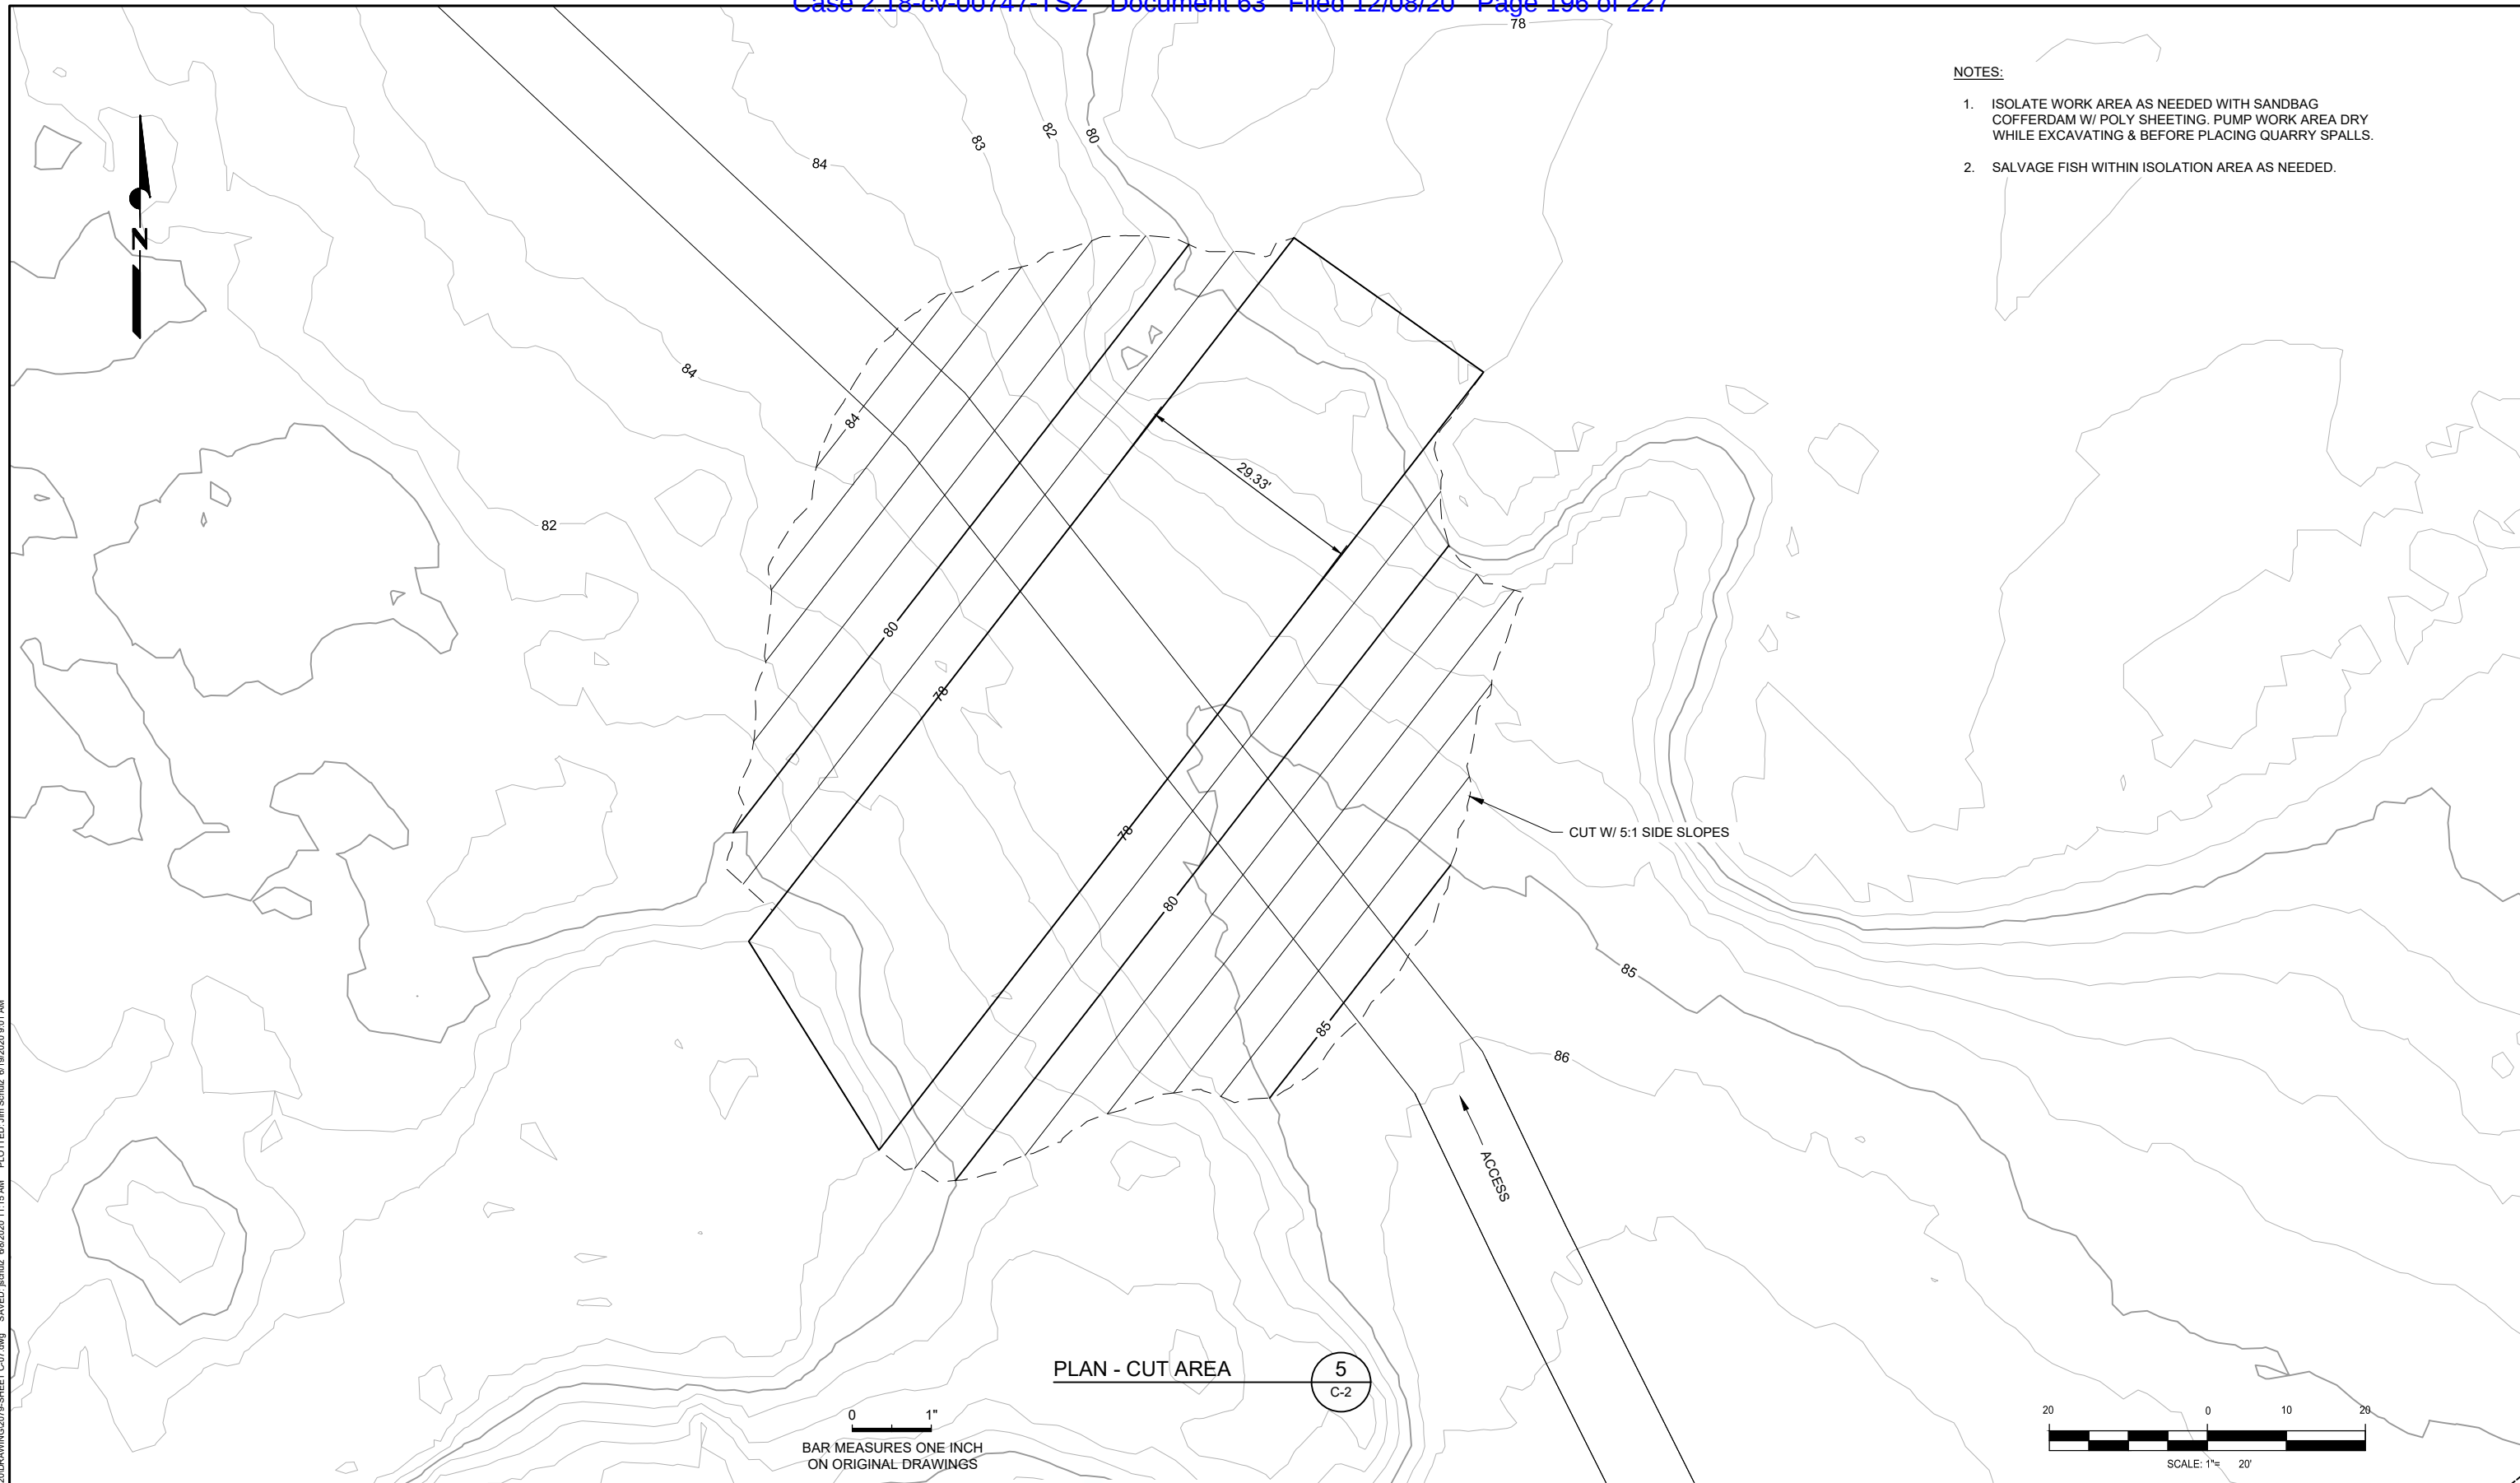 Case 2:18-cv-00747-TSZ Document 63 Filed 12/08/20 Page 196 of 227
78
NOTES:
1. ISOLATE WORK AREA AS NEEDED WITH SANDBAG
COFFERDAM W/ POLY SHEETING. PUMP WORK AREA DRY
WHILE EXCAVATING & BEFORE PLACING QUARRY SPALLS.
2. SALVAGE FISH WITHIN ISOLATION AREA AS NEEDED.
80
82
83
84
N
84
84
29.33'
82
80
78
78
CUT W/ 5:1 SIDE SLOPES
80
85
85
86
ACCESS
PLAN - CUT AREA
5
C-2
0 1"
BAR MEASURES ONE INCH
ON ORIGINAL DRAWINGS
20 0 10 20
SCALE: 1"= 20'